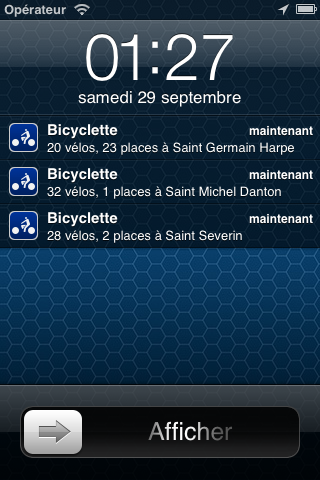 Opérateur
01:27
samedi 29 septembre
Bicyclette maintenant
20 vélos, 23 places à Saint Germain Harpe
Bicyclette maintenant
32 vélos, 1 places à Saint Michel Danton
Bicyclette maintenant
28 vélos, 2 places à Saint Severin
Afficher